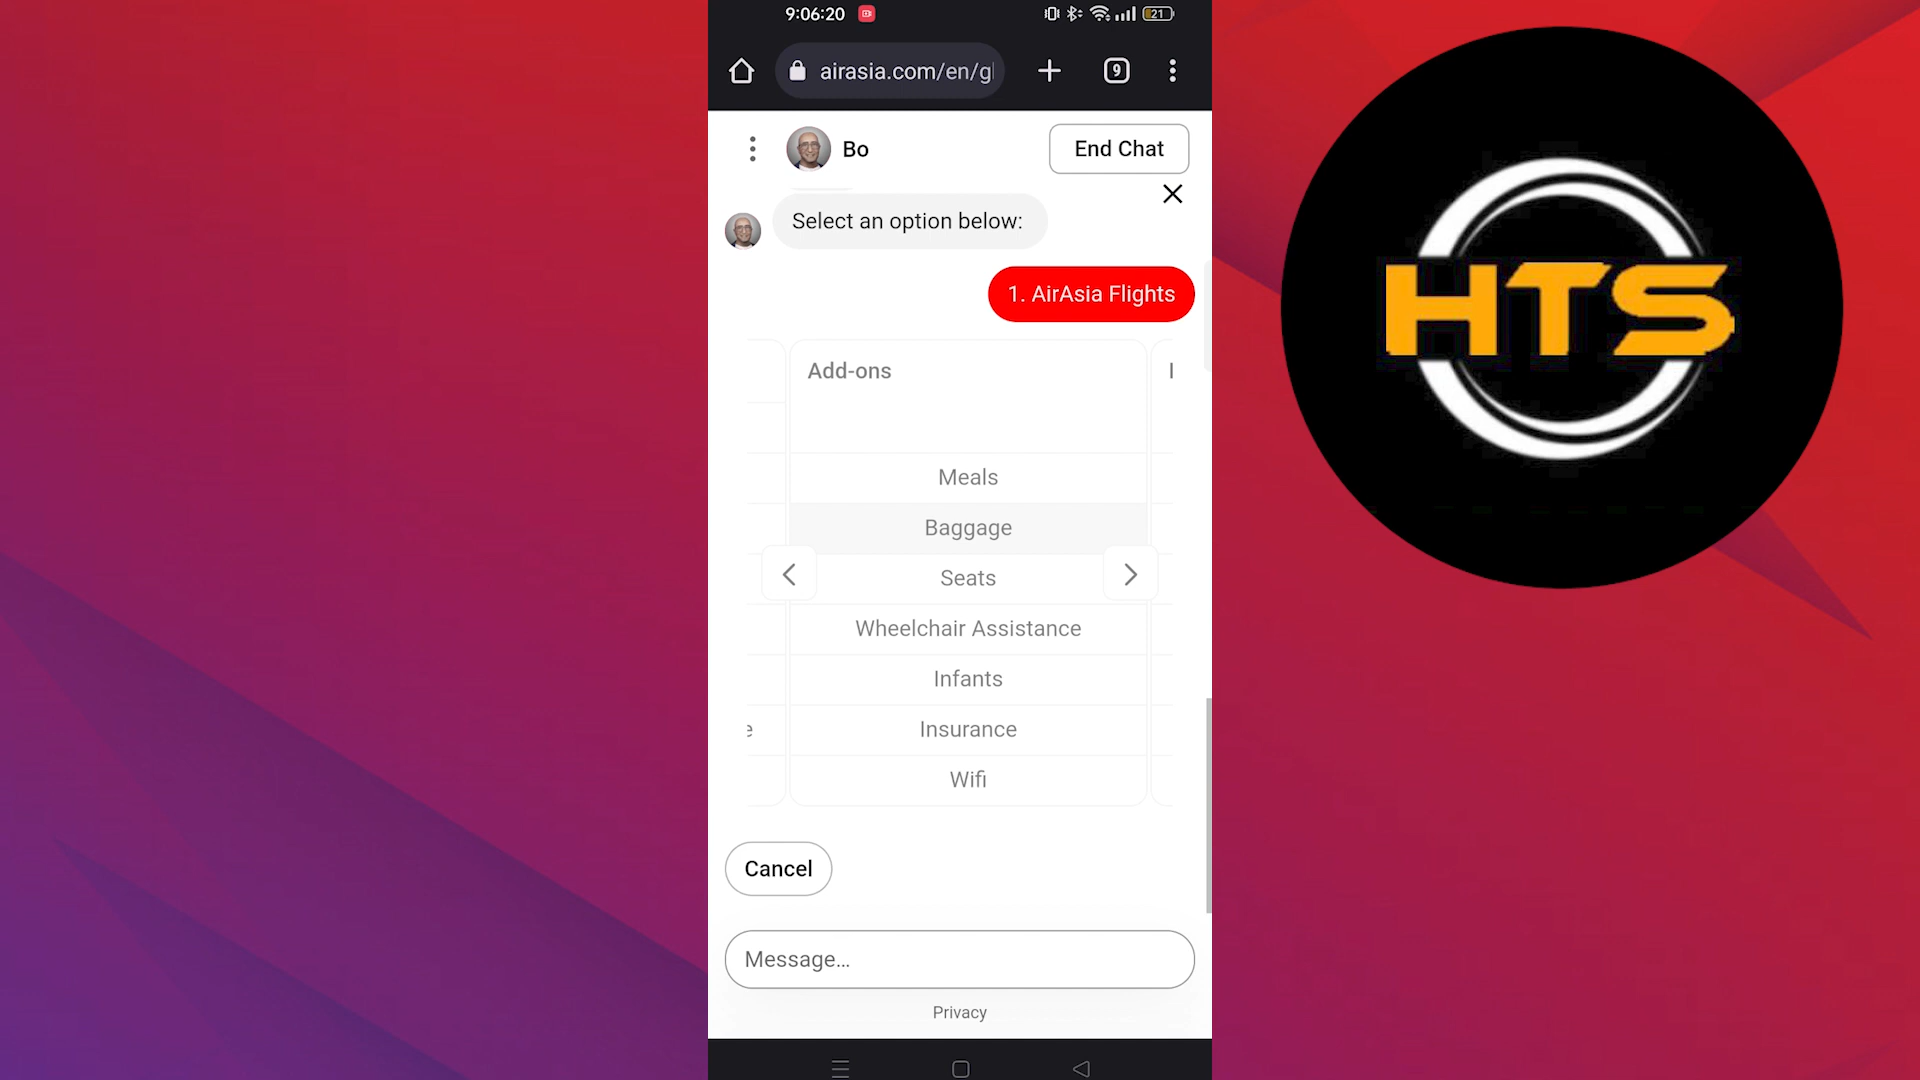 9:06:20
21
airasia.com/en/g
9
Bo
End Chat
Select an option below:
1. AirAsia Flights
Add-ons
Meals
Baggage
Seats
Wheelchair Assistance
Infants
e
Insurance
Wifi
Cancel
Message...
Privacy
HTS